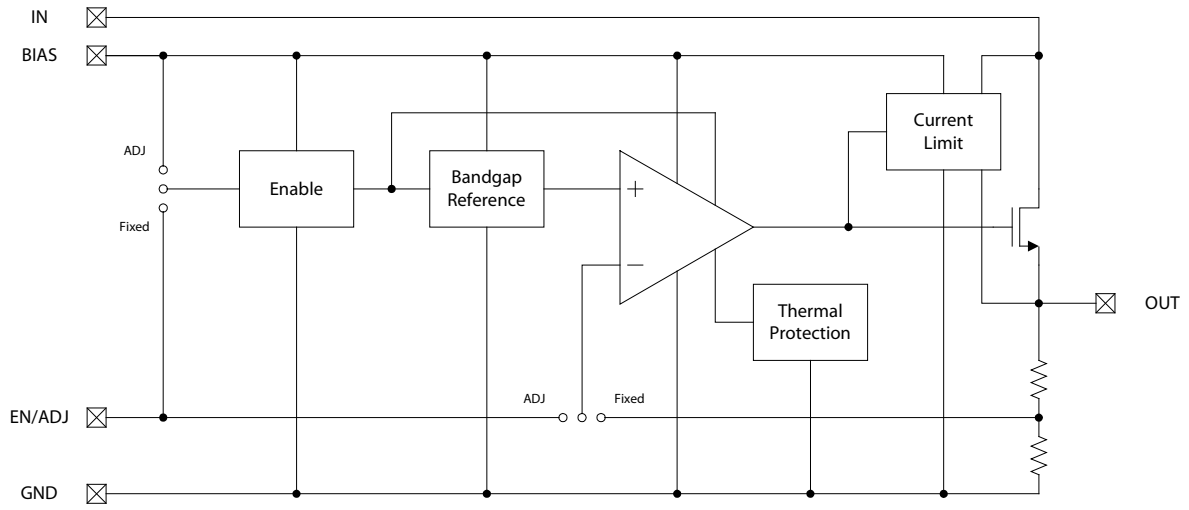 IN
BIAS
Current
Limit
ADJ
Enable
Bandgap
Reference
+
Fixed
−
Thermal
Protection
OUT
EN/ADJ
ADJ
Fixed
GND